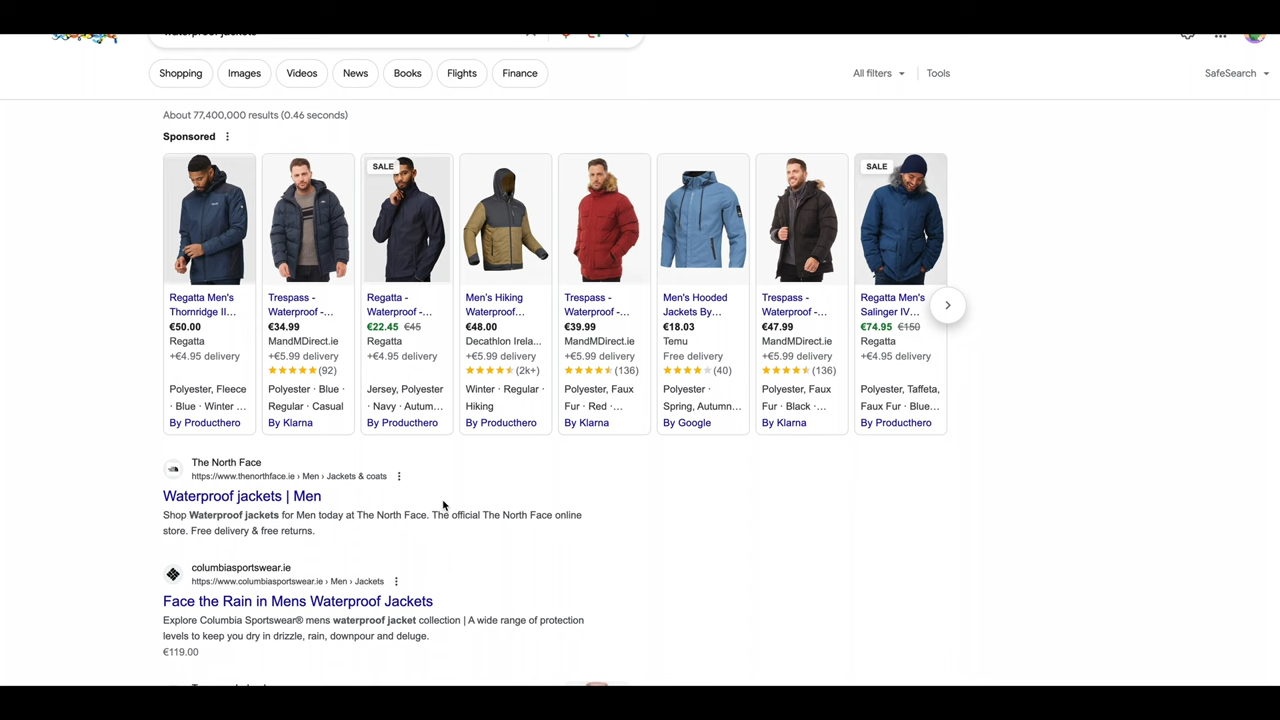 Shopping
Images
Videos
News
Books
Flights
Finance
All filters
Tools
SafeSearch
About 77,400,000 results (0.46 seconds)
Sponsored
Regatta Men's
Thornridge II...
€50.00
Regatta
+€4.95 delivery
Polyester, Fleece
· Blue · Winter ...
By Producthero
Trespass -
Waterproof -...
€34.99
MandMDirect.ie
+€5.99 delivery
(92)
Polyester · Blue ·
Regular · Casual
By Klarna
SALE
Regatta -
Waterproof -...
€22.45 €45
Regatta
+€4.95 delivery
Jersey, Polyester
· Navy · Autum...
By Producthero
Men's Hiking
Waterproof...
€48.00
Decathlon Irela...
+€5.99 delivery
(2k+)
Winter · Regular ·
Hiking
By Producthero
Trespass -
Waterproof -...
€39.99
MandMDirect.ie
+€5.99 delivery
(136)
Polyester, Faux
Fur · Red ·...
By Klarna
Men's Hooded
Jackets By...
€18.03
Temu
Free delivery
(40)
Polyester ·
Spring, Autumn...
By Google
Trespass -
Waterproof -...
€47.99
MandMDirect.ie
+€5.99 delivery
(136)
Polyester, Faux
Fur · Black ·...
By Klarna
SALE
Regatta Men's
Salinger IV...
€74.95 €150
Regatta
+€4.95 delivery
Polyester, Taffeta,
Faux Fur · Blue...
By Producthero
The North Face
https://www.thenorthface.ie › Men › Jackets & coats
Waterproof jackets | Men
Shop Waterproof jackets for Men today at The North Face. The official The North Face online
store. Free delivery & free returns.
columbiasportswear.ie
https://www.columbiasportswear.ie › Men › Jackets
Face the Rain in Mens Waterproof Jackets
Explore Columbia Sportswear® mens waterproof jacket collection | A wide range of protection
levels to keep you dry in drizzle, rain, downpour and deluge.
€119.00